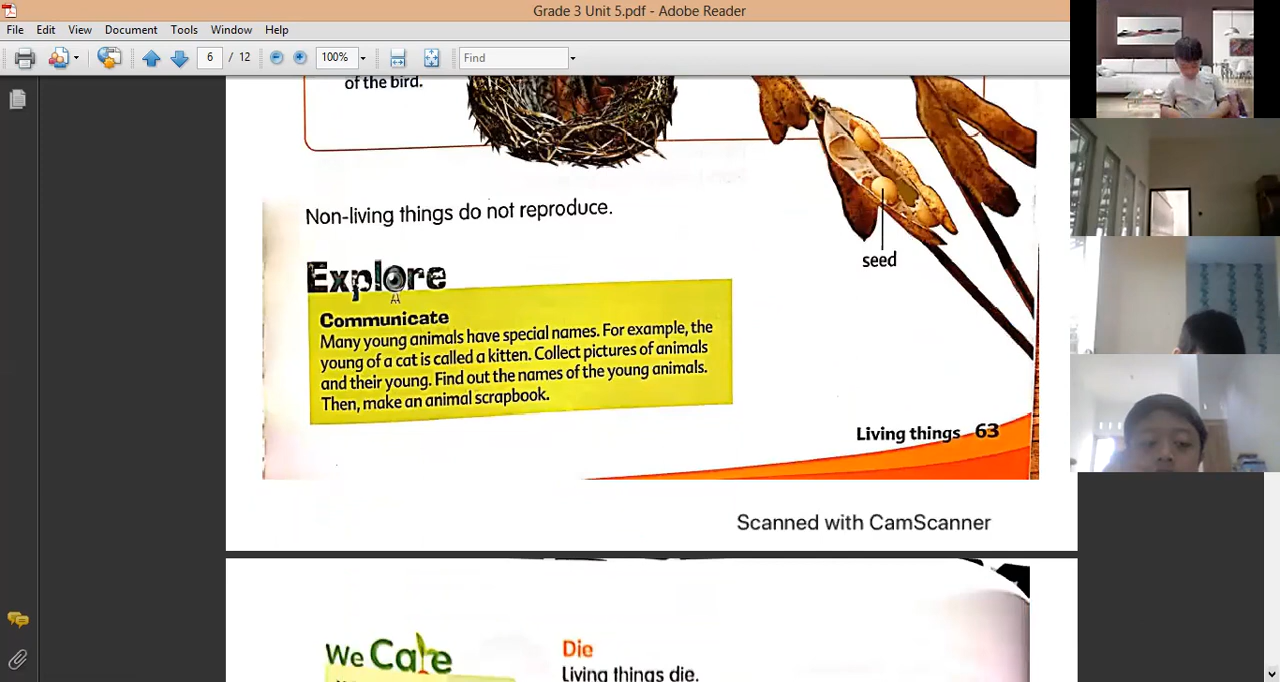 Grade 3 Unit 5.pdf - Adobe Reader
File Edit View Document Tools Window Help
6 / 12 100% Find
of the bird.
Non-living things do not reproduce.
seed
Explore
Communicate
Many young animals have special names. For example, the
young of a cat is called a kitten. Collect pictures of animals
and their young. Find out the names of the young animals.
Then, make an animal scrapbook.
Living things 63
Scanned with CamScanner
We Care
Die
Living things die.